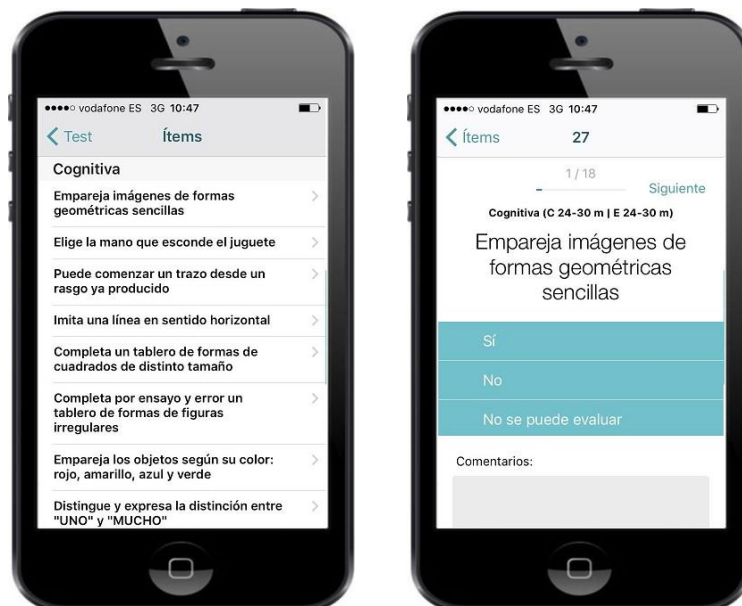 vodafone ES 3G 10:47
Test Ítems
Cognitiva
Empareja imágenes de formas
geométricas sencillas
Elige la mano que esconde el juguete
Puede comenzar un trazo desde un
rasgo ya producido
Imita una línea en sentido horizontal
Completa un tablero de formas de
cuadrados de distinto tamaño
Completa por ensayo y error un
tablero de formas de figuras
irregulares
Empareja los objetos según su color:
rojo, amarillo, azul y verde
Distingue y expresa la distinción entre
"UNO" y "MUCHO"
vodafone ES 3G 10:47
Ítems 27
1 / 18
Siguiente
Cognitiva (C 24-30 m | E 24-30 m)
Empareja imágenes de
formas geométricas
sencillas
Sí
No
No se puede evaluar
Comentarios: